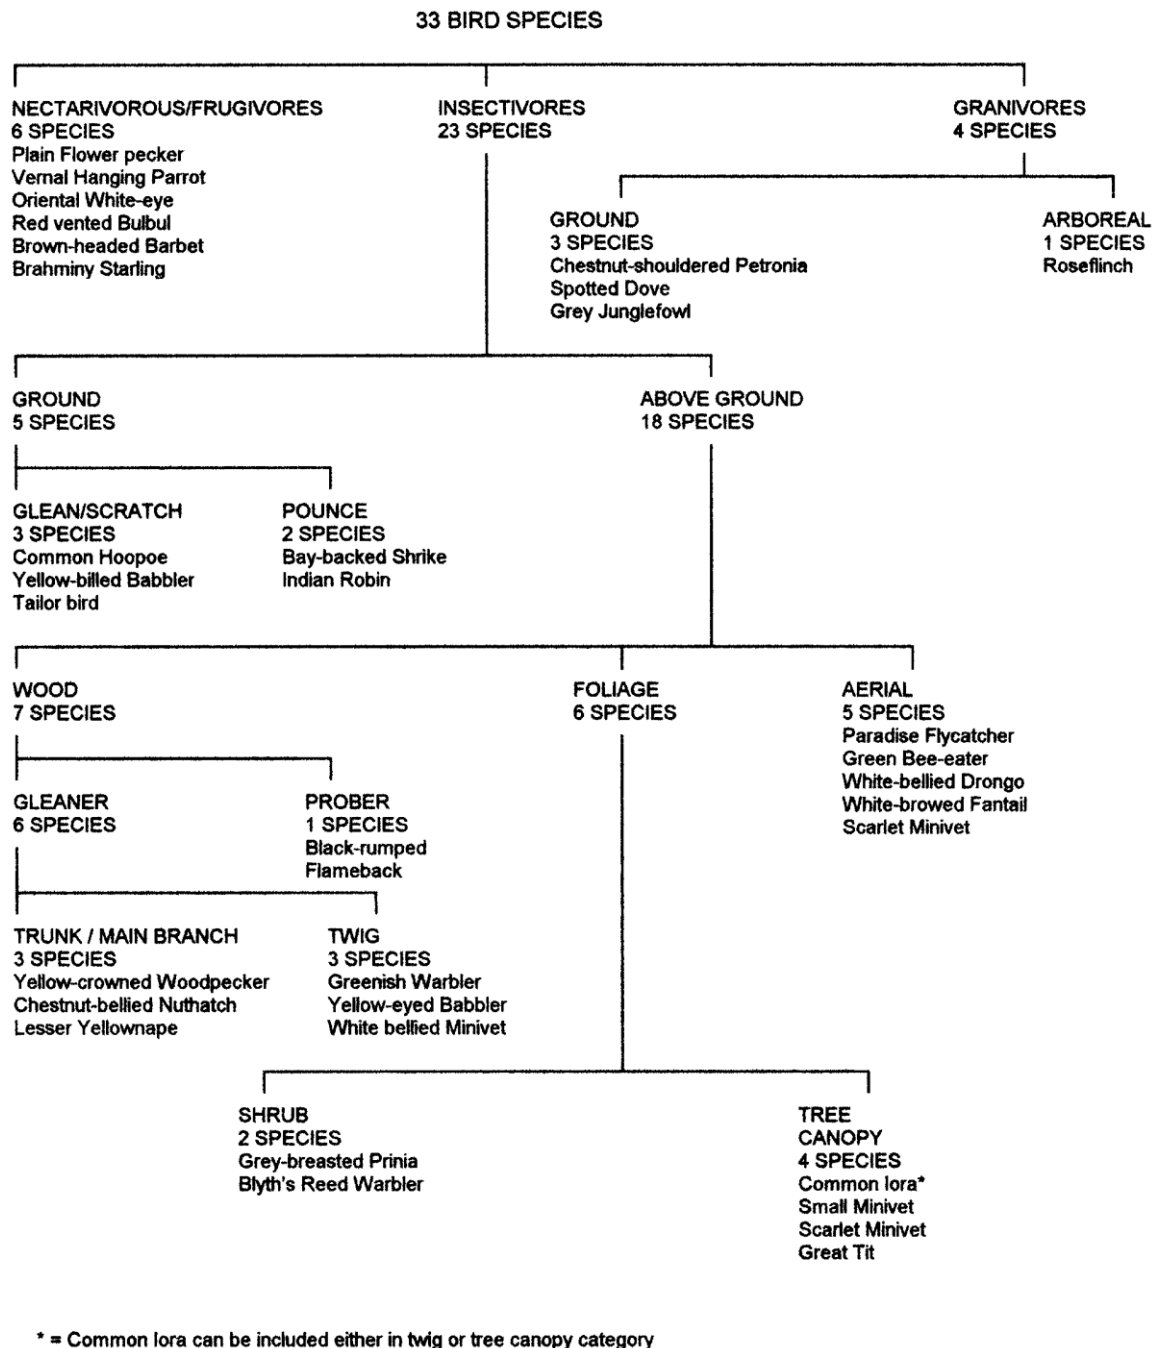 33 BIRD SPECIES
NECTARIVOROUS/FRUGIVORES
6 SPECIES
Plain Flower pecker
Vernal Hanging Parrot
Oriental White-eye
Red vented Bulbul
Brown-headed Barbet
Brahminy Starling
INSECTIVORES
23 SPECIES
GRANIVORES
4 SPECIES
GROUND
3 SPECIES
Chestnut-shouldered Petronia
Spotted Dove
Grey Junglefowl
ARBOREAL
1 SPECIES
Roseflinch
GROUND
5 SPECIES
ABOVE GROUND
18 SPECIES
GLEAN/SCRATCH
3 SPECIES
Common Hoopoe
Yellow-billed Babbler
Tailor bird
POUNCE
2 SPECIES
Bay-backed Shrike
Indian Robin
WOOD
7 SPECIES
FOLIAGE
6 SPECIES
AERIAL
5 SPECIES
Paradise Flycatcher
Green Bee-eater
White-bellied Drongo
White-browed Fantail
Scarlet Minivet
GLEANER
6 SPECIES
PROBER
1 SPECIES
Black-rumped
Flameback
TRUNK / MAIN BRANCH
3 SPECIES
Yellow-crowned Woodpecker
Chestnut-bellied Nuthatch
Lesser Yellownape
TWIG
3 SPECIES
Greenish Warbler
Yellow-eyed Babbler
White bellied Minivet
SHRUB
2 SPECIES
Grey-breasted Prinia
Blyth's Reed Warbler
TREE
CANOPY
4 SPECIES
Common Iora*
Small Minivet
Scarlet Minivet
Great Tit
* = Common Iora can be included either in twig or tree canopy category